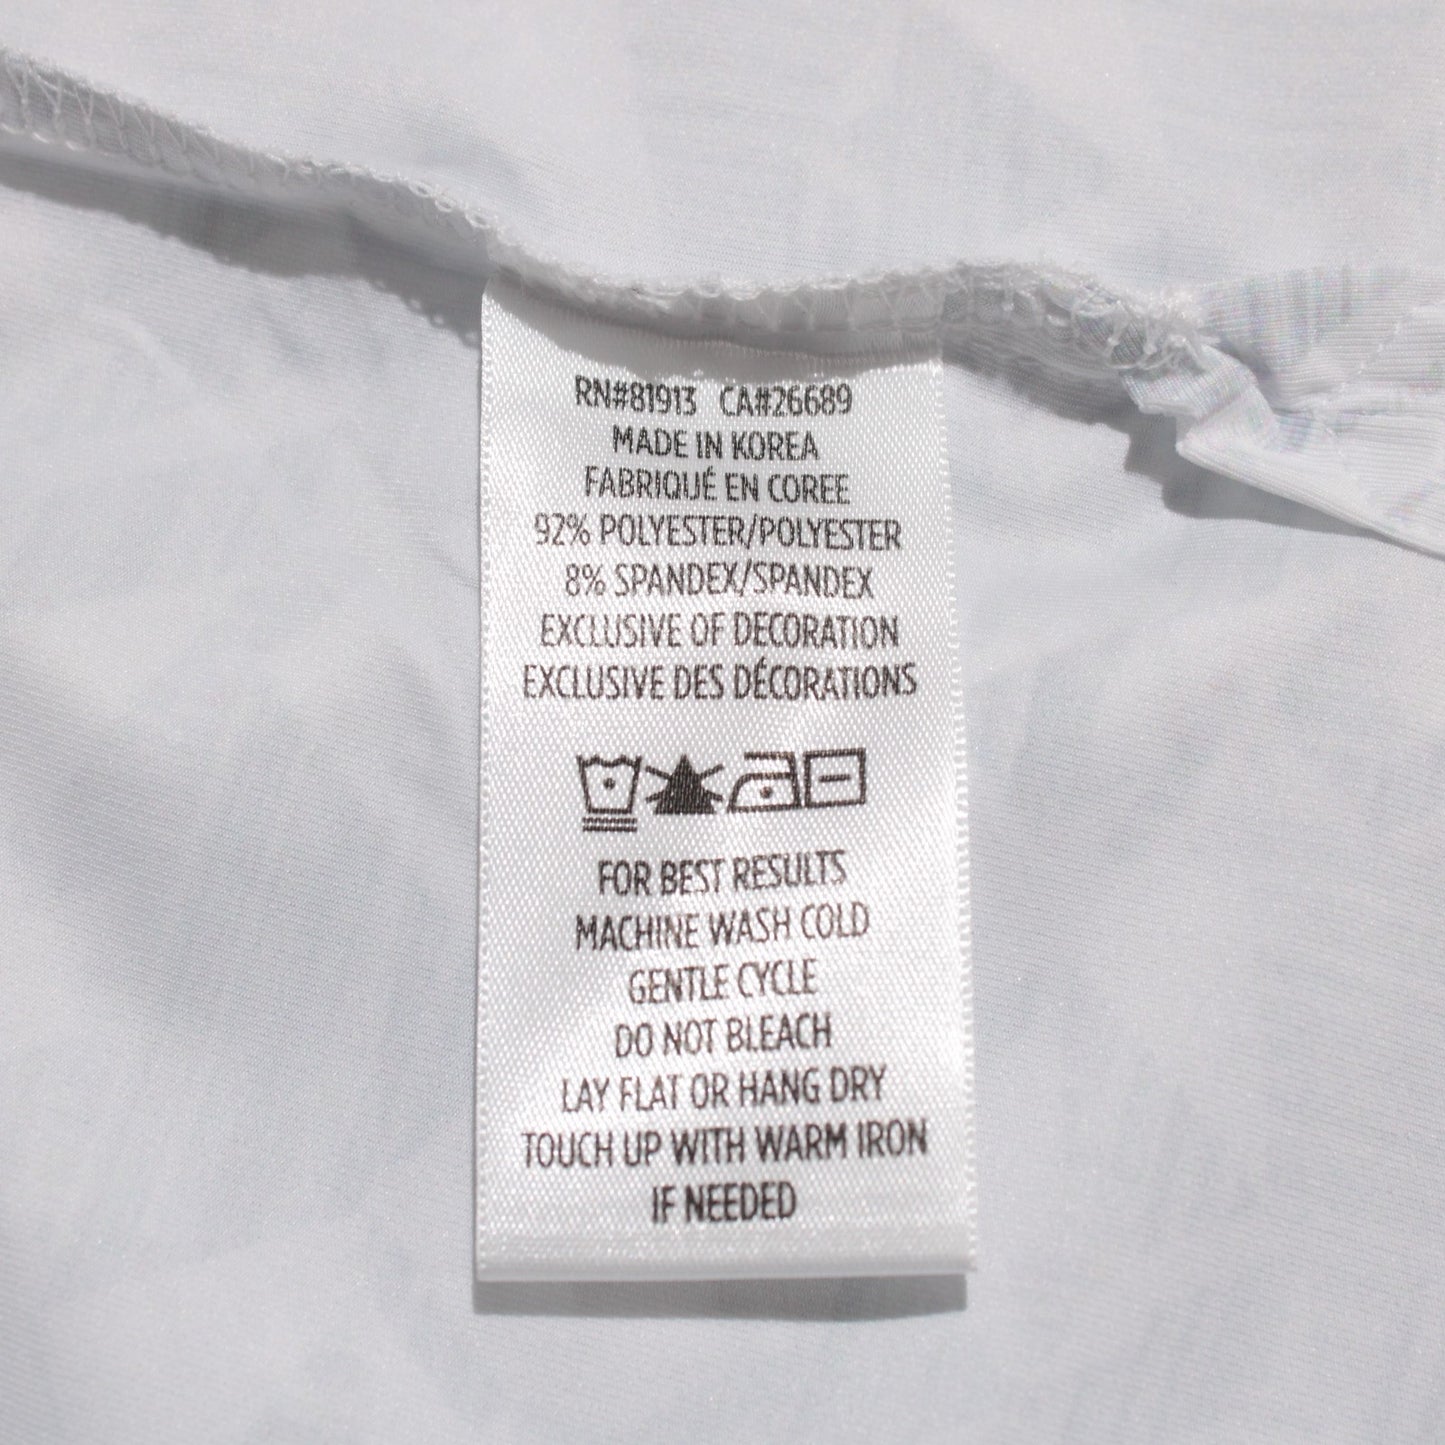 RN#81913 CA#26689
MADE IN KOREA
FABRIQUÉ EN COREE
92% POLYESTER/POLYESTER
8% SPANDEX/SPANDEX
EXCLUSIVE OF DECORATION
EXCLUSIVE DES DÉCORATIONS
FOR BEST RESULTS
MACHINE WASH COLD
GENTLE CYCLE
DO NOT BLEACH
LAY FLAT OR HANG DRY
TOUCH UP WITH WARM IRON
IF NEEDED